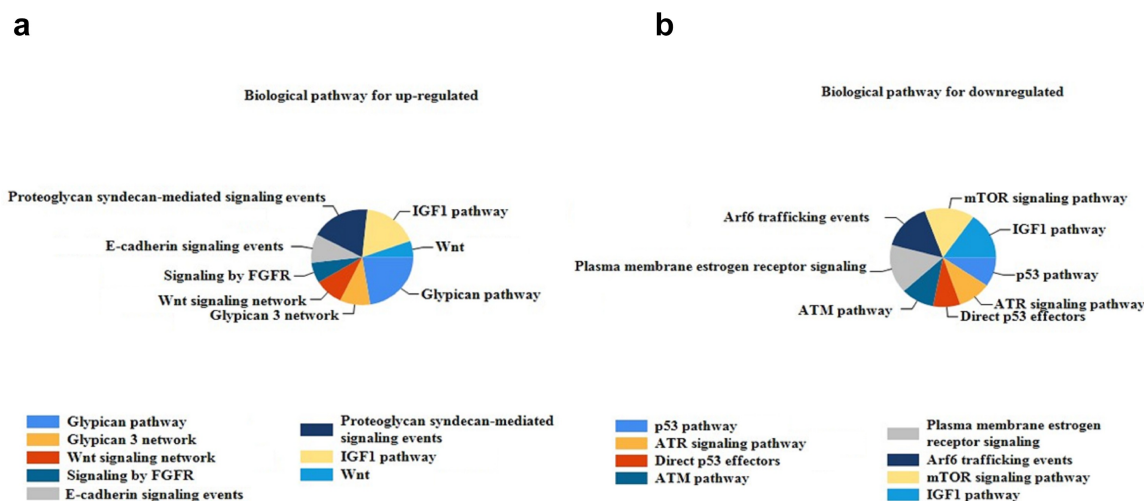 a
b
Biological pathway for up-regulated
Biological pathway for downregulated
Proteoglycan syndecan-mediated signaling events
IGF1 pathway
E-cadherin signaling events
Wnt
Signaling by FGFR
Glypican pathway
Wnt signaling network
Glypican 3 network
mTOR signaling pathway
Arf6 trafficking events
IGF1 pathway
Plasma membrane estrogen receptor signaling
p53 pathway
ATM pathway
ATR signaling pathway
Direct p53 effectors
Glypican pathway
Glypican 3 network
Wnt signaling network
Signaling by FGFR
E-cadherin signaling events
Proteoglycan syndecan-mediated
signaling events
IGF1 pathway
Wnt
p53 pathway
ATR signaling pathway
Direct p53 effectors
ATM pathway
Plasma membrane estrogen
receptor signaling
Arf6 trafficking events
mTOR signaling pathway
IGF1 pathway